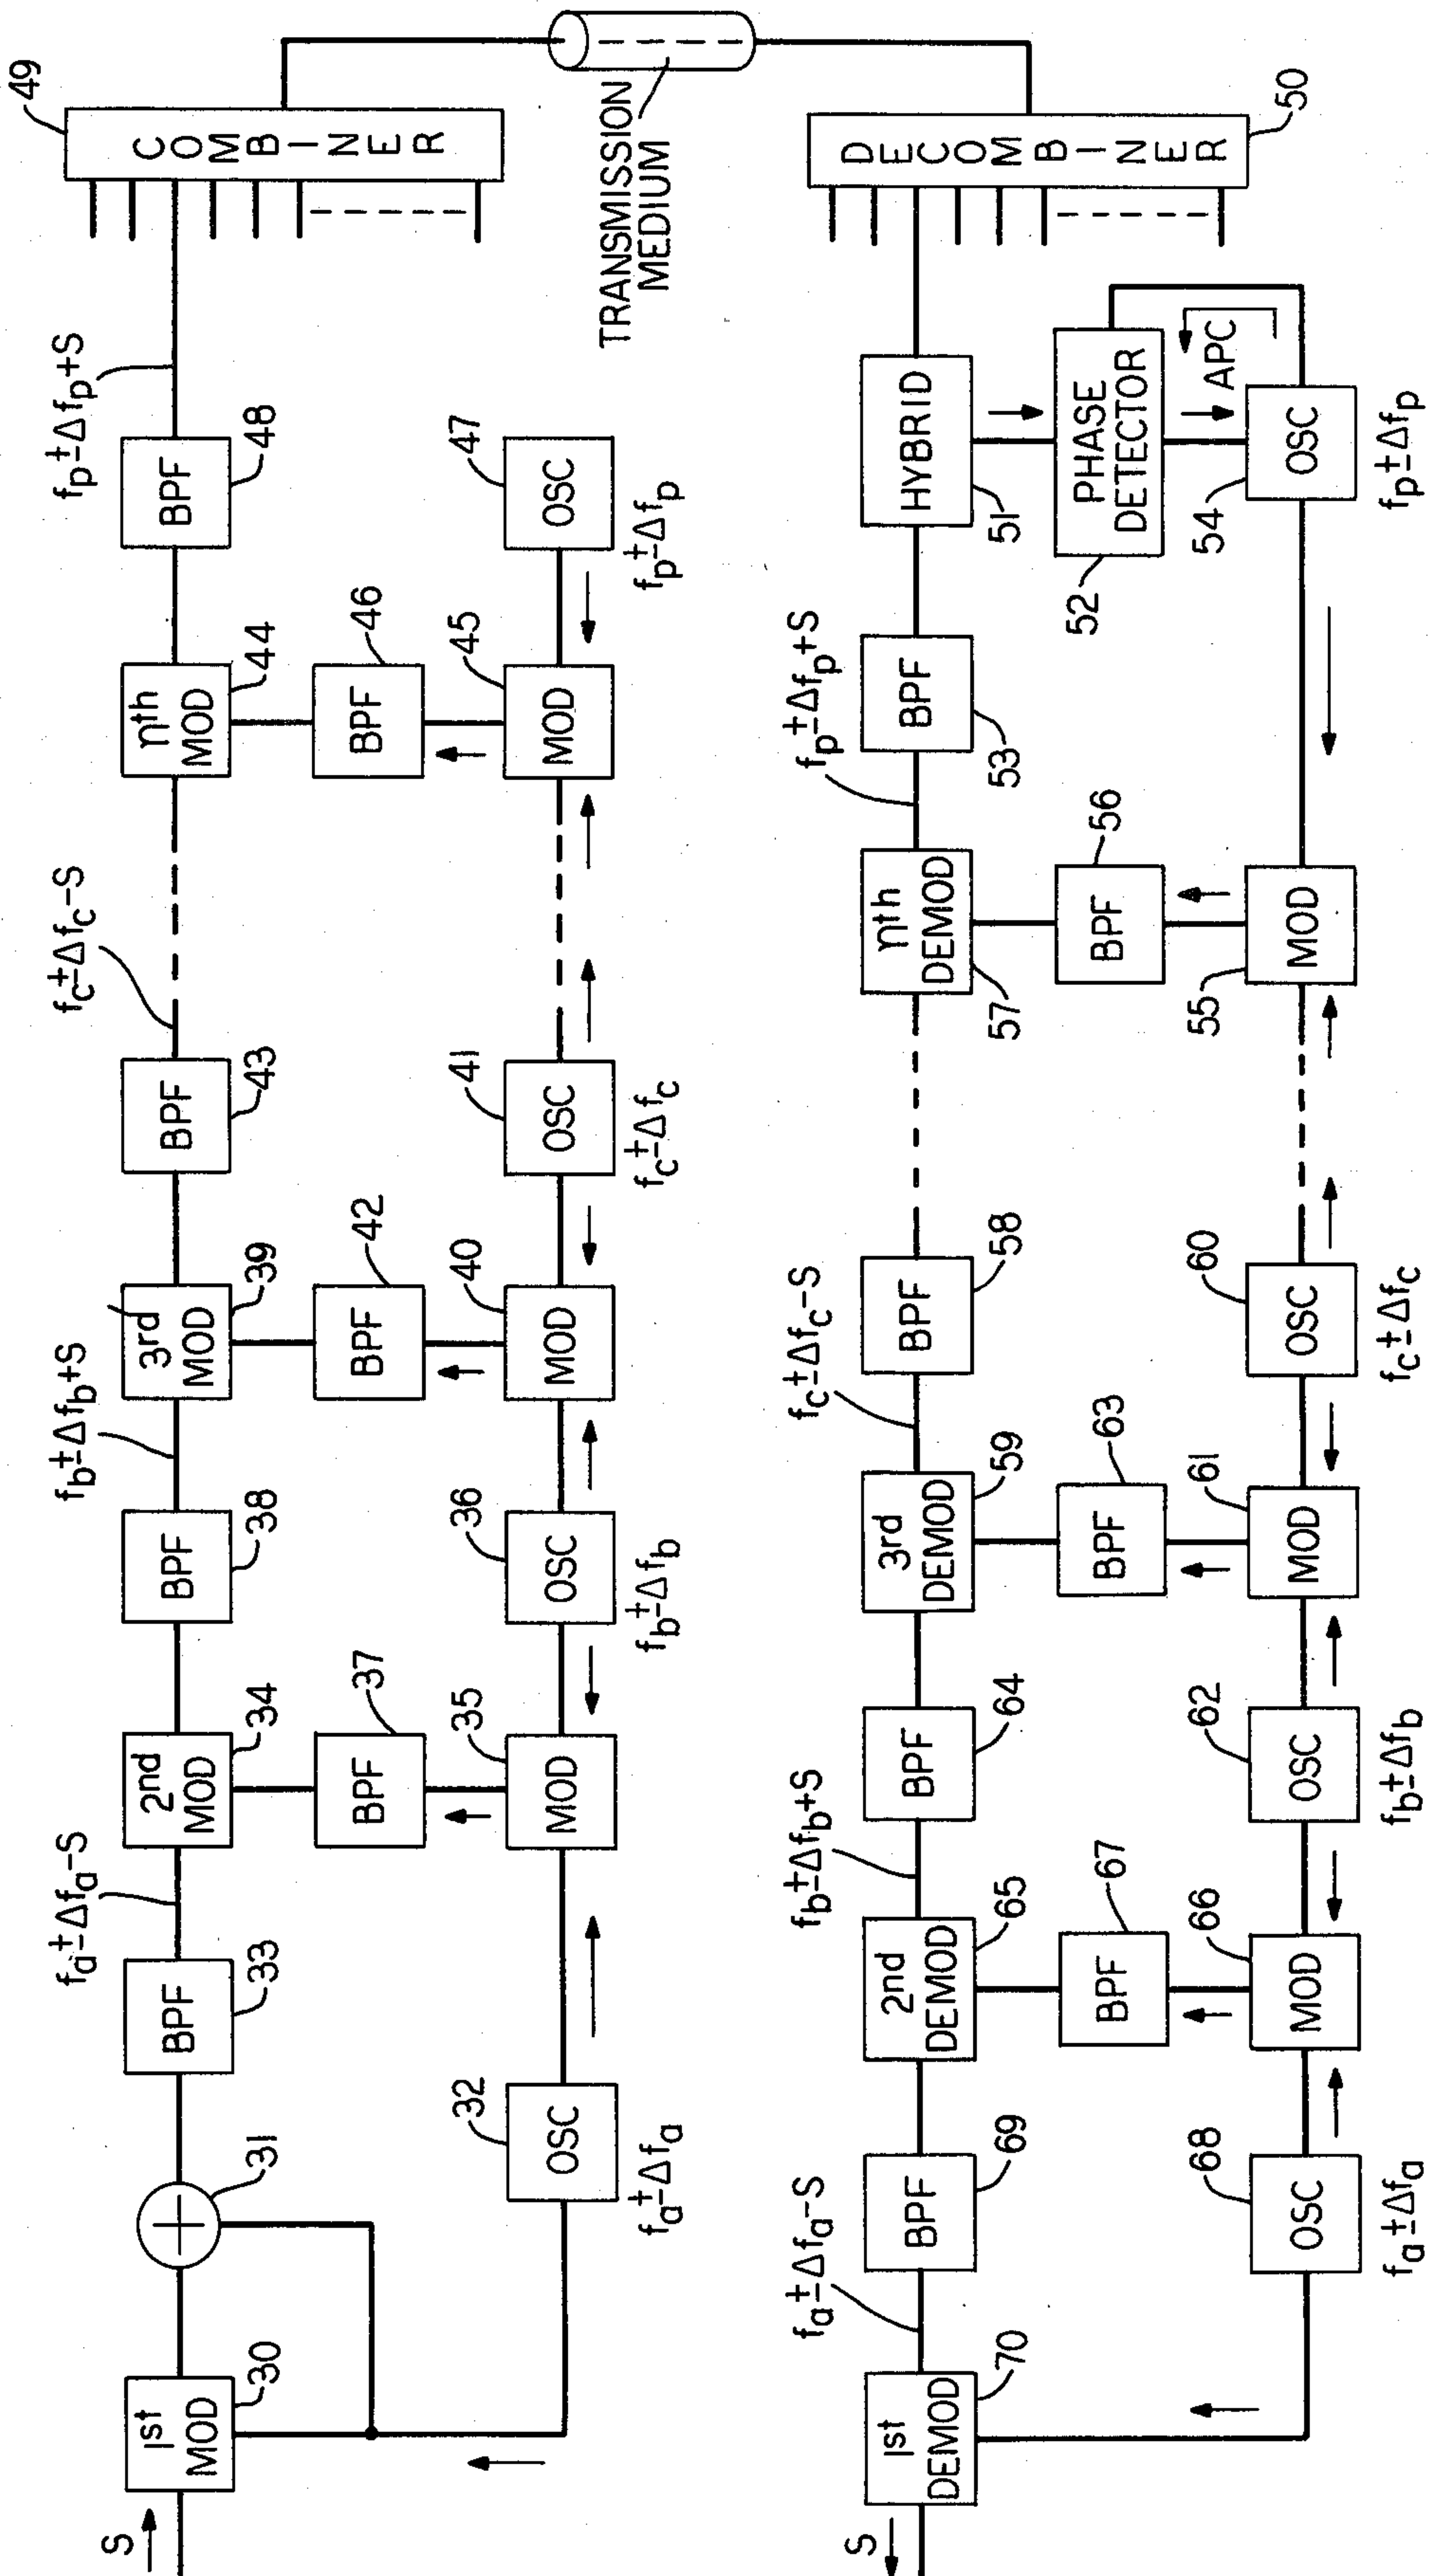 S
1st
MOD
30
31
BPF
33
fa±Δfa−S
2nd
MOD
34
BPF
38
fb±Δfb+S
3rd
MOD
39
BPF
43
fc±Δfc−S
nth
MOD
44
BPF
48
fp±Δfp+S
COMBINER
49
BPF
37
BPF
42
BPF
46
OSC
32
fa±Δfa
MOD
35
OSC
36
fb±Δfb
MOD
40
OSC
41
fc±Δfc
MOD
45
OSC
47
fp±Δfp
TRANSMISSION
MEDIUM
S
1st
DEMOD
70
fa±Δfa−S
BPF
69
2nd
DEMOD
65
fb±Δfb+S
BPF
64
3rd
DEMOD
59
fc±Δfc−S
BPF
58
nth
DEMOD
57
fp±Δfp+S
BPF
53
HYBRID
51
DECOMBINER
50
BPF
67
BPF
63
BPF
56
PHASE
DETECTOR
52
APC
OSC
68
fa±Δfa
MOD
66
OSC
62
fb±Δfb
MOD
61
OSC
60
fc±Δfc
MOD
55
OSC
54
fp±Δfp